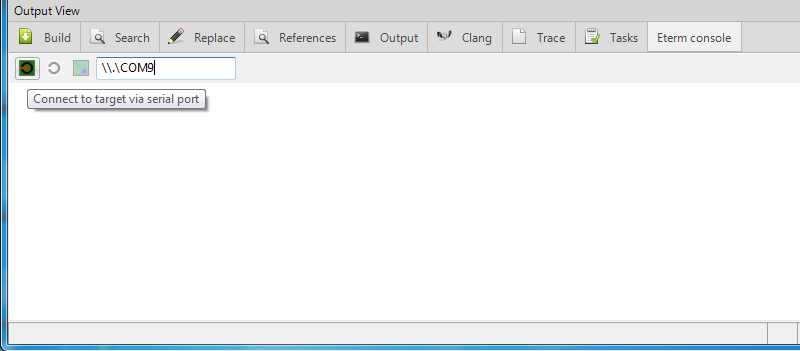 Output View
Build Search Replace References Output Clang Trace Tasks Eterm console
\\.\COM9
Connect to target via serial port